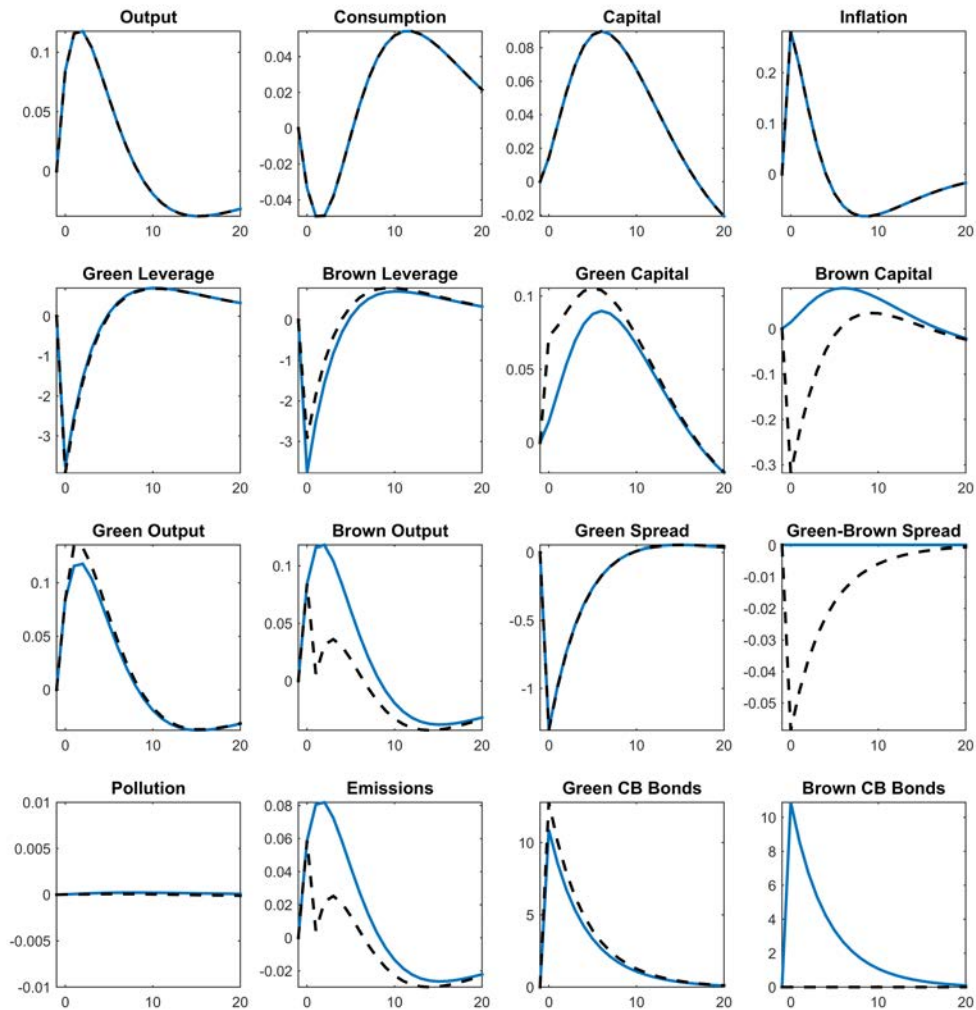 Output Consumption Capital Inflation
0.1 0.05 0
0.04 0.02 0 -0.02 -0.04
0.08 0.06 0.04 0.02 0 -0.02
0.2 0.1 0
0 10 20 0 10 20 0 10 20 0 10 20
Green Leverage Brown Leverage Green Capital Brown Capital
0 -1 -2 -3
0 -1 -2 -3
0.1 0.05 0
0 -0.1 -0.2 -0.3
0 10 20 0 10 20 0 10 20 0 10 20
Green Output Brown Output Green Spread Green-Brown Spread
0.1 0.05 0
0.1 0.05 0
0 -0.5 -1
0 -0.01 -0.02 -0.03 -0.04 -0.05
0 10 20 0 10 20 0 10 20 0 10 20
Pollution Emissions Green CB Bonds Brown CB Bonds
0.01 0.005 0 -0.005 -0.01
0.08 0.06 0.04 0.02 0 -0.02
10 5 0
10 8 6 4 2 0
0 10 20 0 10 20 0 10 20 0 10 20